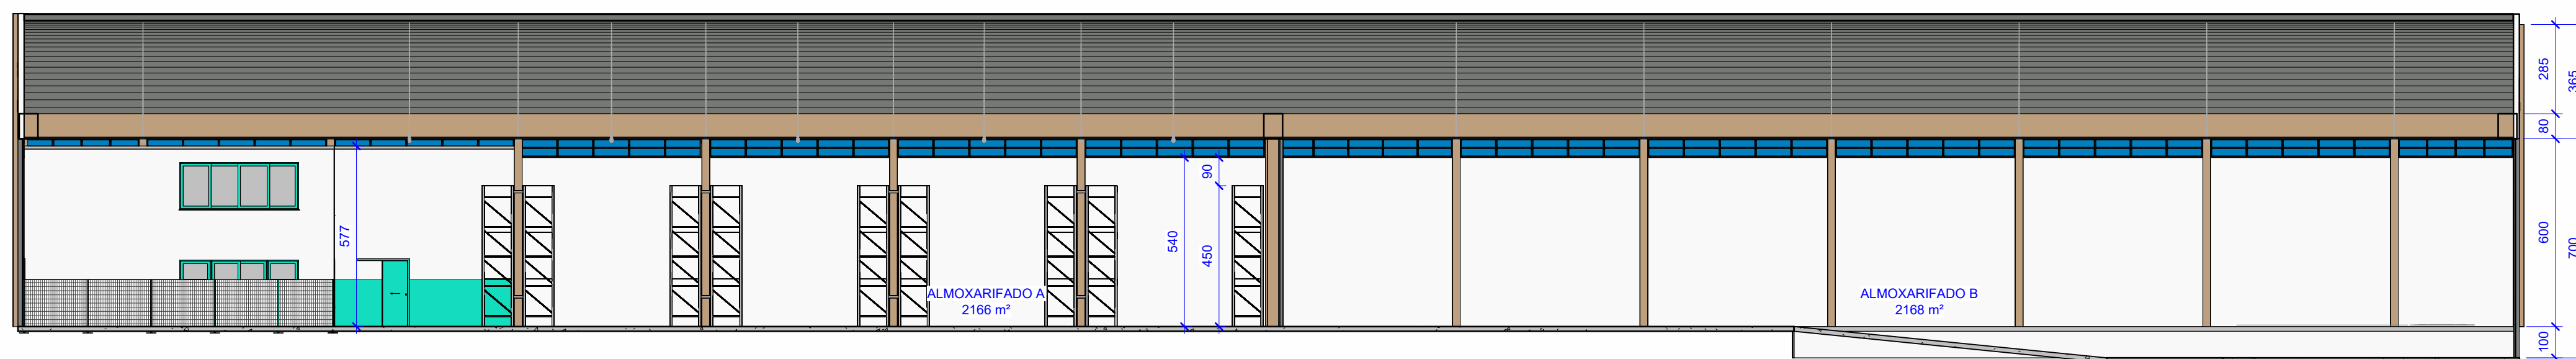 285
365
80
577
90
540
450
600
700
ALMOXARIFADO A
2166 m²
ALMOXARIFADO B
2168 m²
100